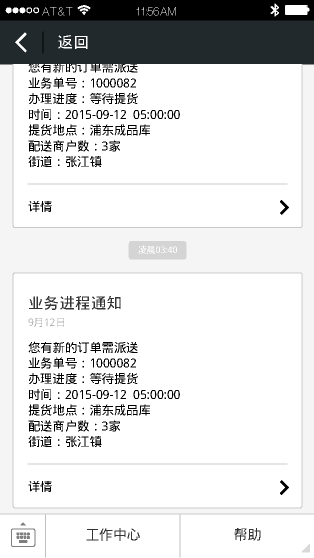 AT&T 11:56AM
返回
您有新的订单需派送
业务单号：1000082
办理进度：等待提货
时间：2015-09-12 05:00:00
提货地点：浦东成品库
配送商户数：3家
街道：张江镇
详情
凌晨03:40
业务进程通知
9月12日
您有新的订单需派送
业务单号：1000082
办理进度：等待提货
时间：2015-09-12 05:00:00
提货地点：浦东成品库
配送商户数：3家
街道：张江镇
详情
工作中心 帮助